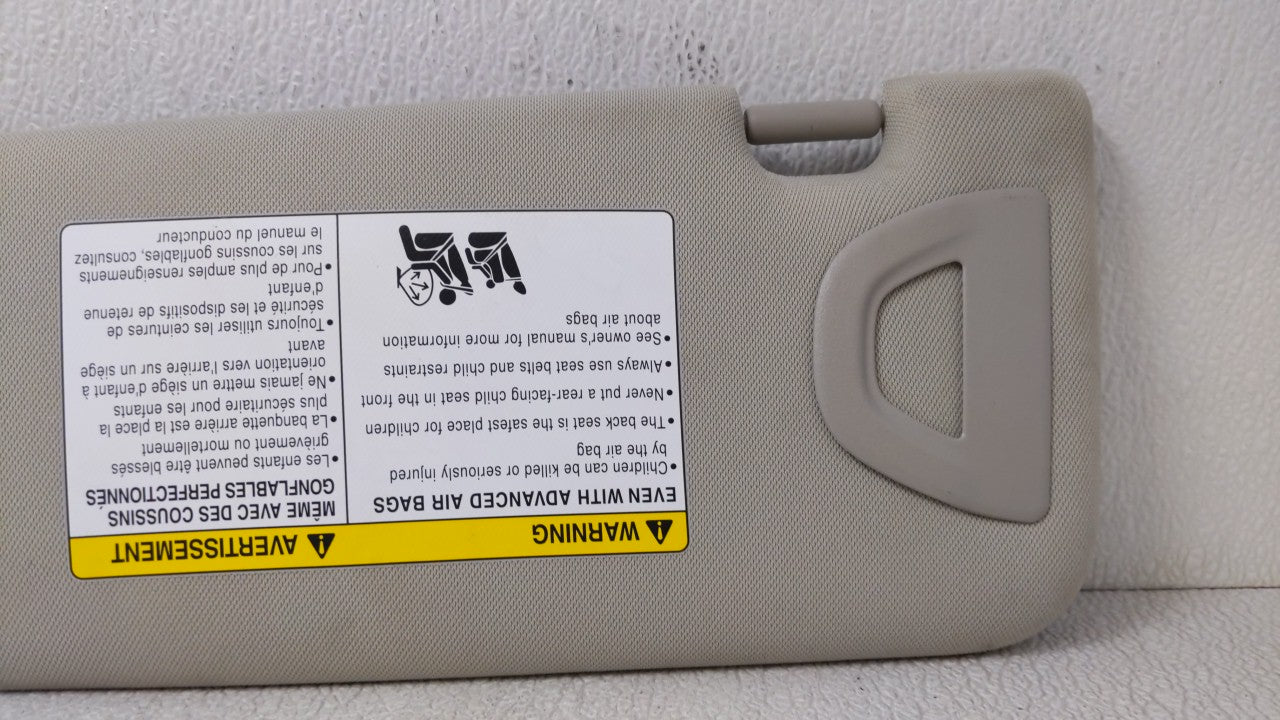 WARNING
EVEN WITH ADVANCED AIR BAGS
•Children can be killed or seriously injured
by the air bag
•The back seat is the safest place for children
•Never put a rear-facing child seat in the front
•Always use seat belts and child restraints
•See owner's manual for more information
about air bags
AVERTISSEMENT
MÊME AVEC DES COUSSINS
GONFLABLES PERFECTIONNÉS
•Les enfants peuvent être blessés
grièvement ou mortellement
•La banquette arrière est la place la
plus sécuritaire pour les enfants
•Ne jamais mettre un siège d'enfant à
orientation vers l'arrière sur un siège
avant
•Toujours utiliser les ceintures de
sécurité et les dispositifs de retenue
d'enfant
•Pour de plus amples renseignements
sur les coussins gonflables, consultez
le manuel du conducteur